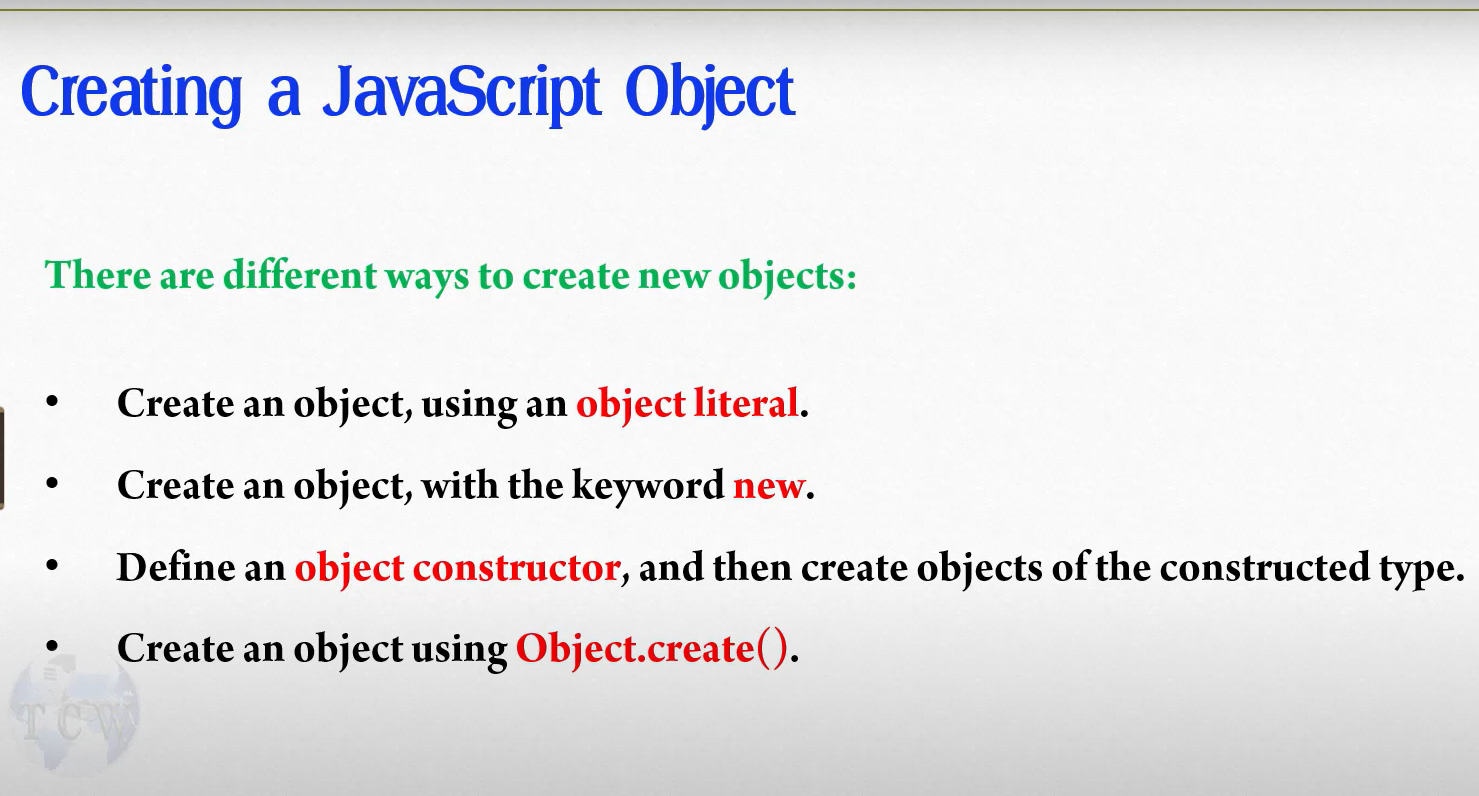 Creating a JavaScript Object
There are different ways to create new objects:
• Create an object, using an object literal.
• Create an object, with the keyword new.
• Define an object constructor, and then create objects of the constructed type.
• Create an object using Object.create().
TCW